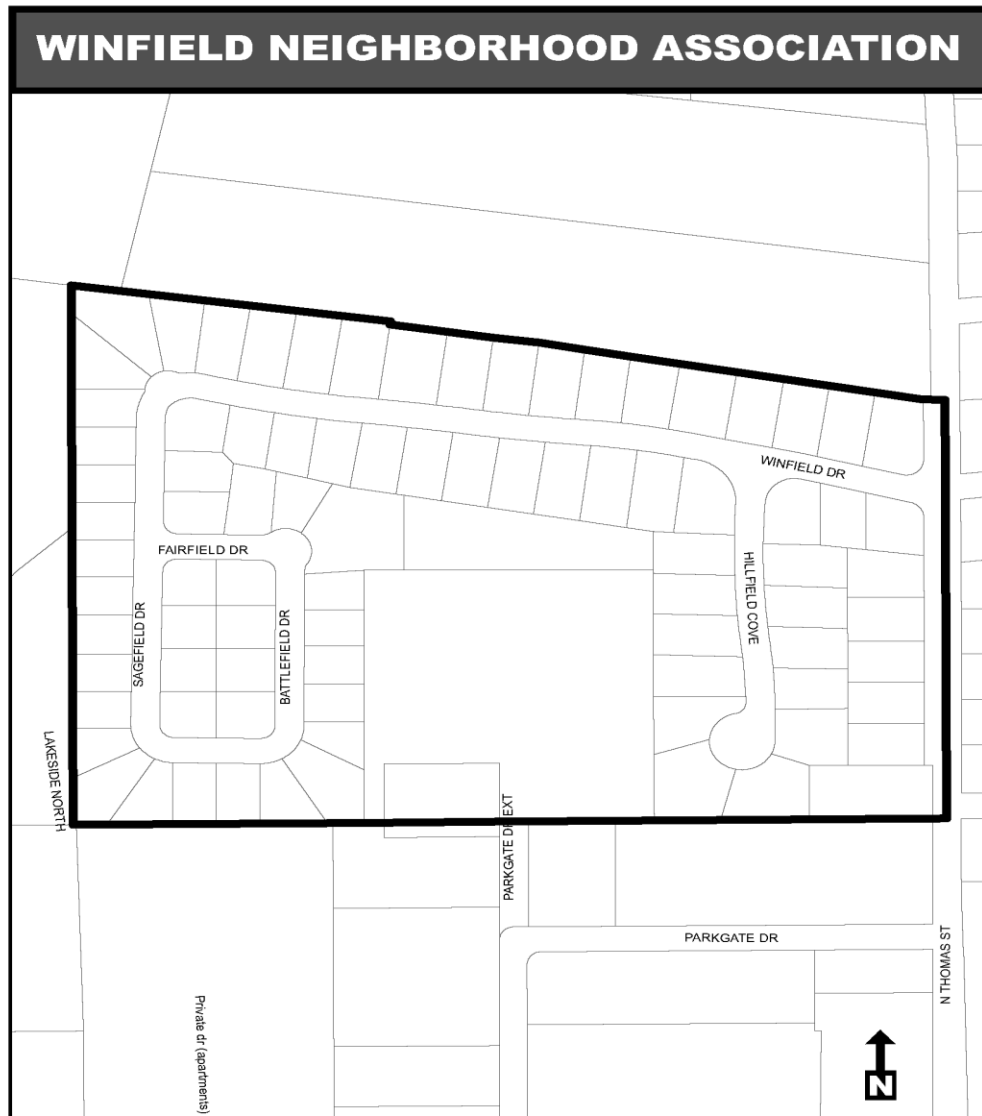 WINFIELD NEIGHBORHOOD ASSOCIATION
WINFIELD DR
FAIRFIELD DR
HILLFIELD COVE
SAGEFIELD DR
BATTLEFIELD DR
LAKESIDE NORTH
PARKGATE DR EXT
PARKGATE DR
N THOMAS ST
Private dr (apartments)
N